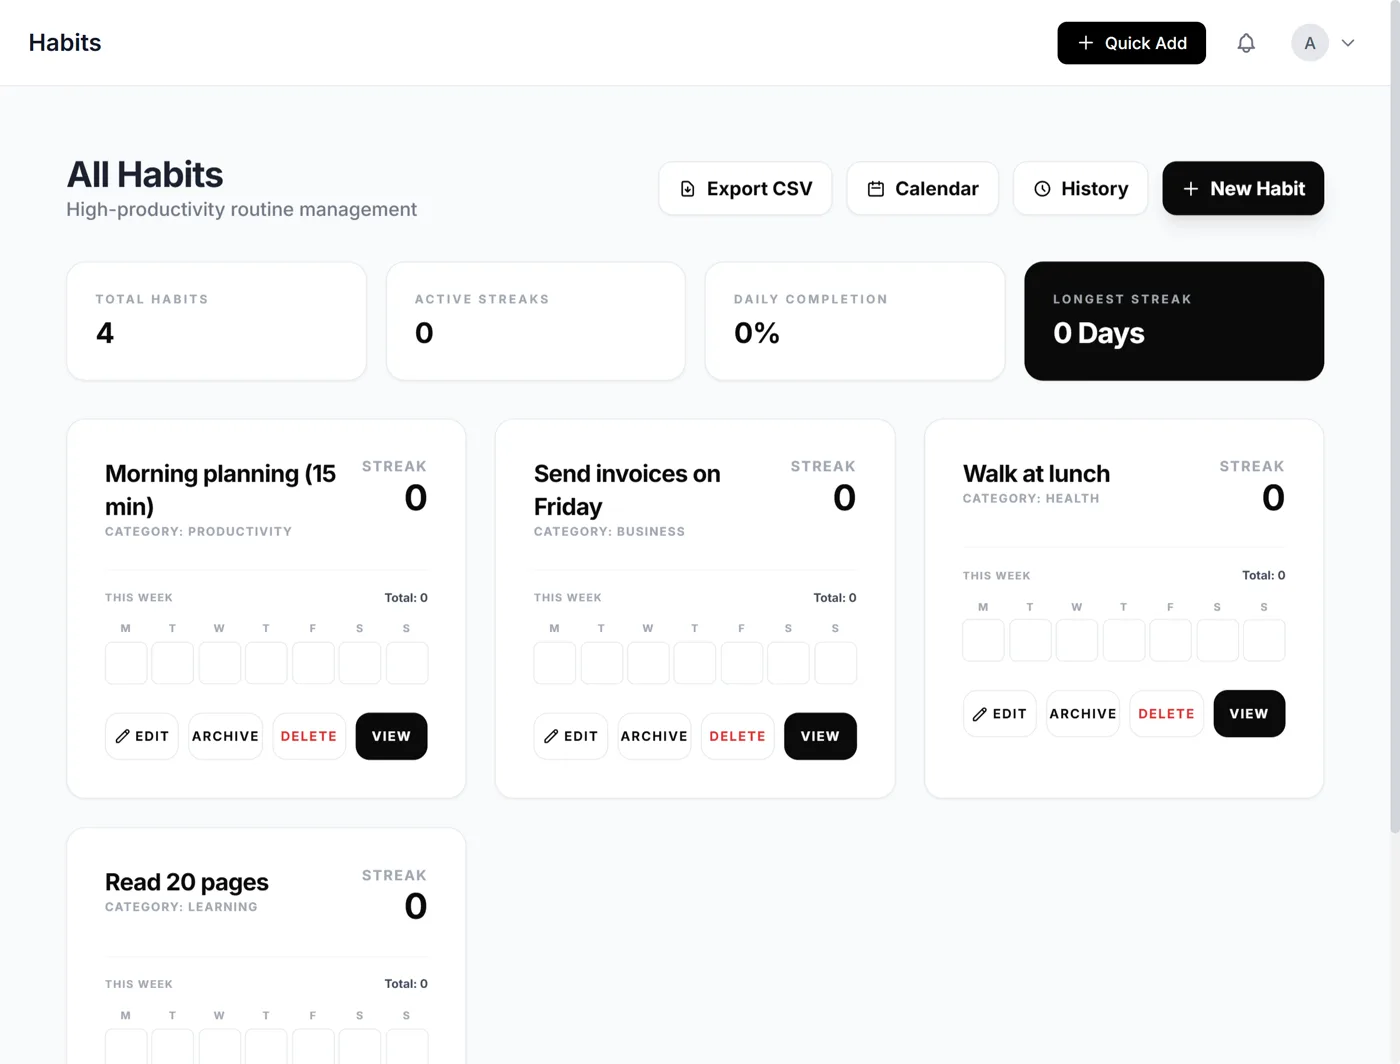 Habits
Quick Add
A
All Habits
High-productivity routine management
Export CSV
Calendar
History
New Habit
TOTAL HABITS
4
ACTIVE STREAKS
0
DAILY COMPLETION
0%
LONGEST STREAK
0 Days
Morning planning (15
min)
CATEGORY: PRODUCTIVITY
STREAK
0
THIS WEEK
Total: 0
M T W T F S S
EDIT
ARCHIVE
DELETE
VIEW
Send invoices on
Friday
CATEGORY: BUSINESS
STREAK
0
THIS WEEK
Total: 0
M T W T F S S
EDIT
ARCHIVE
DELETE
VIEW
Walk at lunch
CATEGORY: HEALTH
STREAK
0
THIS WEEK
Total: 0
M T W T F S S
EDIT
ARCHIVE
DELETE
VIEW
Read 20 pages
CATEGORY: LEARNING
STREAK
0
THIS WEEK
Total: 0
M T W T F S S